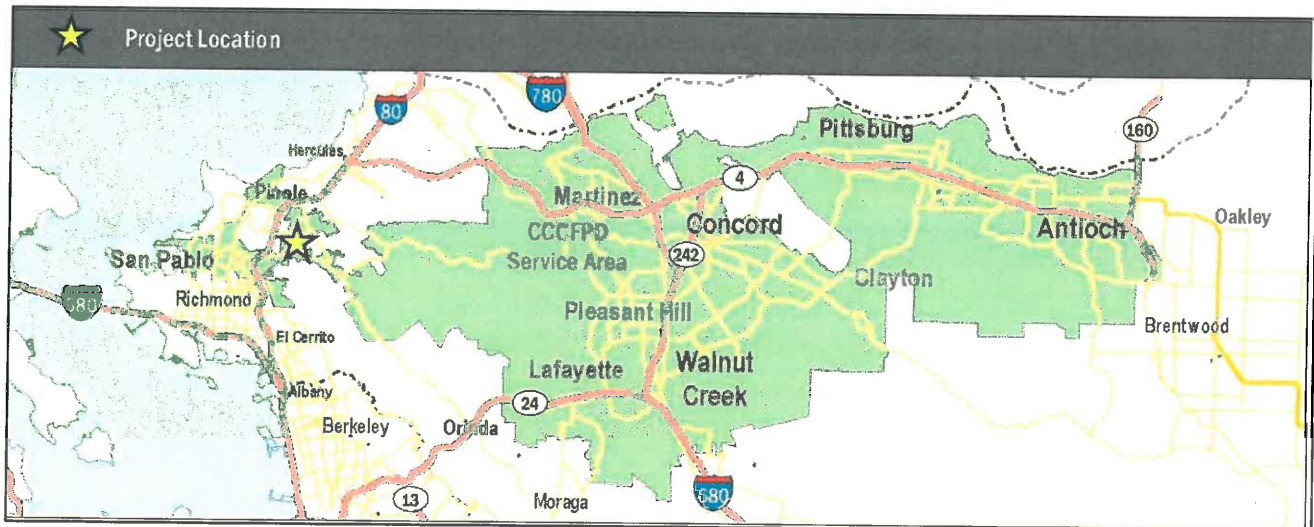 Project Location
80
780
160
Hercules
Pittsburg
Pinole
4
Martinez
Oakley
CCCFPD
Service Area
Concord
Antioch
San Pablo
242
Clayton
Richmond
580
Pleasant Hill
Brentwood
El Cerrito
Lafayette
Walnut
Creek
Albany
24
Berkeley
Orinda
680
13
Moraga